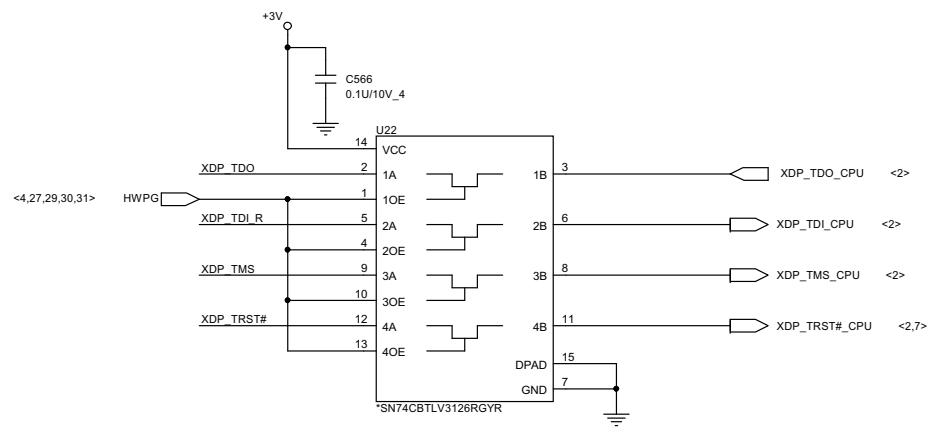 +3V
C566
0.1U/10V_4
U22
14 VCC
XDP_TDO 2 1A 1B 3 XDP_TDO_CPU <2>
<4,27,29,30,31> HWPG 1 1OE
XDP_TDI_R 5 2A 2B 6 XDP_TDI_CPU <2>
4 2OE
XDP_TMS 9 3A 3B 8 XDP_TMS_CPU <2>
10 3OE
XDP_TRST# 12 4A 4B 11 XDP_TRST#_CPU <2,7>
13 4OE
DPAD 15
GND 7
*SN74CBTLV3126RGYR